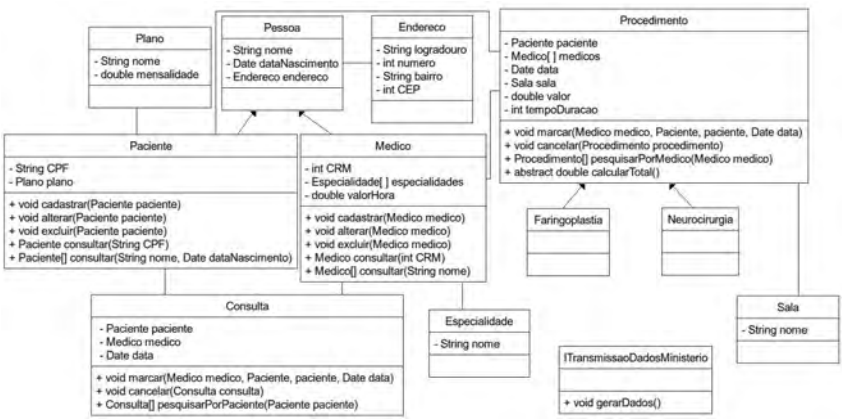 Plano
- String nome
- double mensalidade
Pessoa
- String nome
- Date dataNascimento
- Endereco endereco
Endereco
- String logradouro
- int numero
- String bairro
- int CEP
Procedimento
- Paciente paciente
- Medico[ ] medicos
- Date data
- Sala sala
- double valor
- int tempoDuracao
+ void marcar(Medico medico, Paciente, paciente, Date data)
+ void cancelar(Procedimento procedimento)
+ Procedimento[] pesquisarPorMedico(Medico medico)
+ abstract double calcularTotal()
Paciente
- String CPF
- Plano plano
+ void cadastrar(Paciente paciente)
+ void alterar(Paciente paciente)
+ void excluir(Paciente paciente)
+ Paciente consultar(String CPF)
+ Paciente[] consultar(String nome, Date dataNascimento)
Medico
- int CRM
- Especialidade[ ] especialidades
- double valorHora
+ void cadastrar(Medico medico)
+ void alterar(Medico medico)
+ void excluir(Medico medico)
+ Medico consultar(int CRM)
+ Medico[] consultar(String nome)
Faringoplastia
Neurocirurgia
Consulta
- Paciente paciente
- Medico medico
- Date data
+ void marcar(Medico medico, Paciente, paciente, Date data)
+ void cancelar(Consulta consulta)
+ Consulta[] pesquisarPorPaciente(Paciente paciente)
Especialidade
- String nome
ITransmissaoDadosMinisterio
+ void gerarDados()
Sala
- String nome